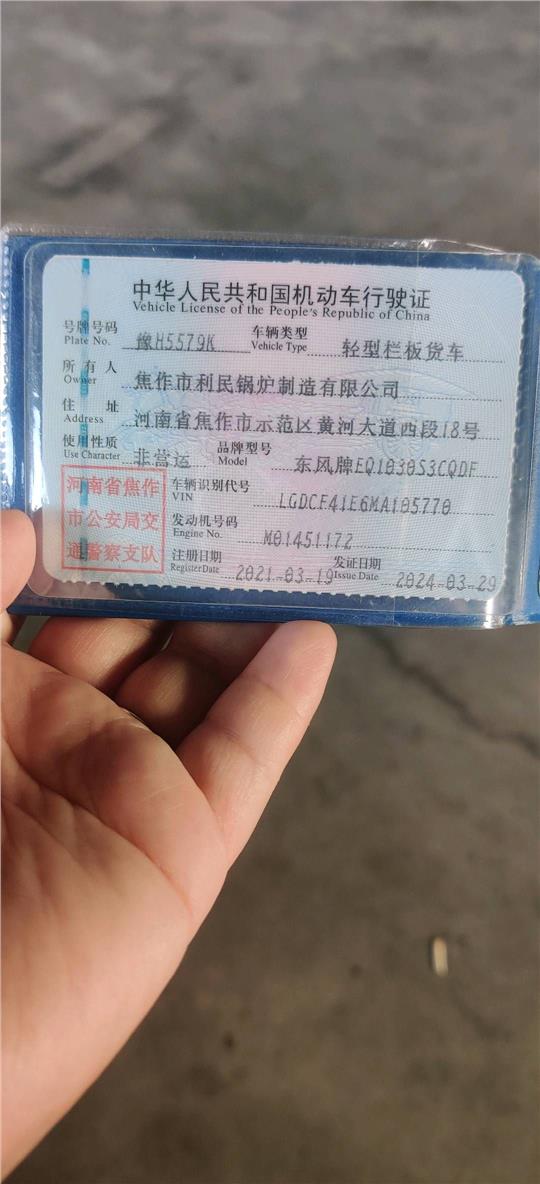 中华人民共和国机动车行驶证
Vehicle License of the People's Republic of China
号牌号码 豫H5579K 车辆类型 轻型栏板货车
Plate No. Vehicle Type
所有人 焦作市利民锅炉制造有限公司
Owner
住址 河南省焦作市示范区黄河大道西段18号
Address
使用性质 非营运 品牌型号 东风牌EQ1030S3CQDF
Use Character Model
河南省焦作
市公安局交
通警察支队
车辆识别代号 LGDCF41E6MA105770
VIN
发动机号码 M01451172
Engine No.
注册日期 2021-03-19 发证日期 2024-03-29
Register Date Issue Date